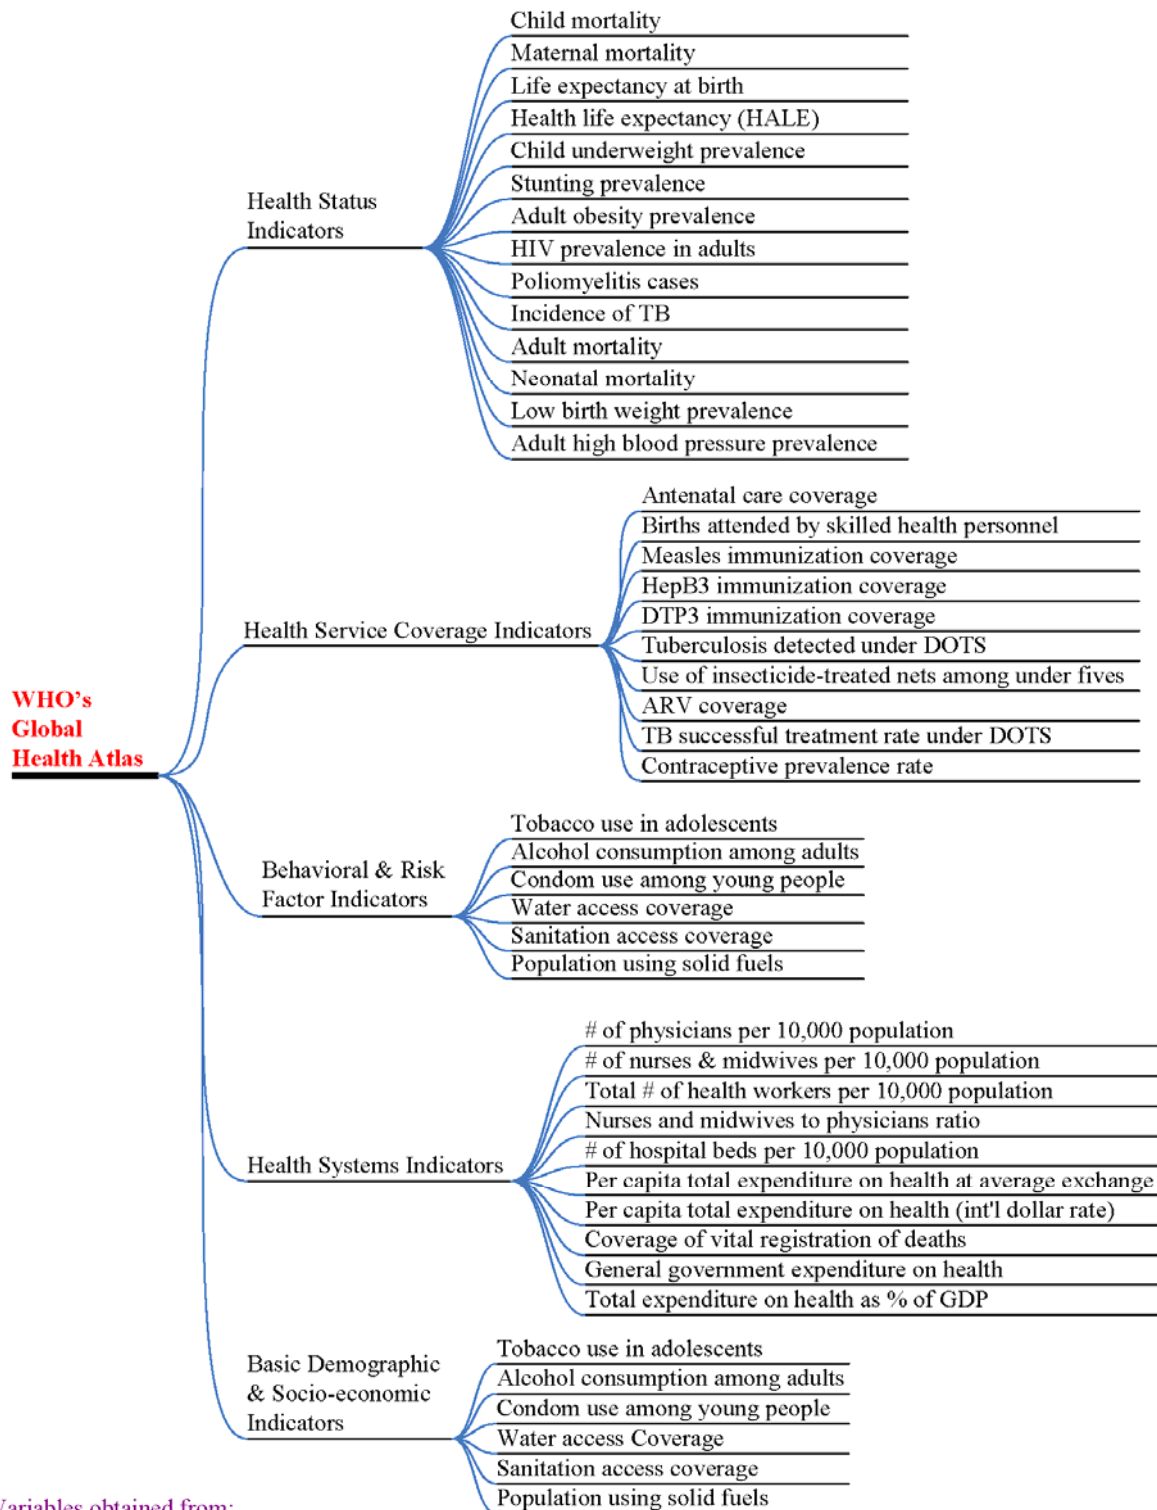 Child mortality
Maternal mortality
Life expectancy at birth
Health life expectancy (HALE)
Child underweight prevalence
Stunting prevalence
Adult obesity prevalence
HIV prevalence in adults
Poliomyelitis cases
Incidence of TB
Adult mortality
Neonatal mortality
Low birth weight prevalence
Adult high blood pressure prevalence
Health Status
Indicators
Antenatal care coverage
Births attended by skilled health personnel
Measles immunization coverage
HepB3 immunization coverage
DTP3 immunization coverage
Tuberculosis detected under DOTS
Use of insecticide-treated nets among under fives
ARV coverage
TB successful treatment rate under DOTS
Contraceptive prevalence rate
Health Service Coverage Indicators
WHO’s
Global
Health Atlas
Tobacco use in adolescents
Alcohol consumption among adults
Condom use among young people
Water access coverage
Sanitation access coverage
Population using solid fuels
Behavioral & Risk
Factor Indicators
# of physicians per 10,000 population
# of nurses & midwives per 10,000 population
Total # of health workers per 10,000 population
Nurses and midwives to physicians ratio
# of hospital beds per 10,000 population
Per capita total expenditure on health at average exchange
Per capita total expenditure on health (int'l dollar rate)
Coverage of vital registration of deaths
General government expenditure on health
Total expenditure on health as % of GDP
Health Systems Indicators
Tobacco use in adolescents
Alcohol consumption among adults
Condom use among young people
Water access Coverage
Sanitation access coverage
Population using solid fuels
Basic Demographic
& Socio-economic
Indicators
Variables obtained from: